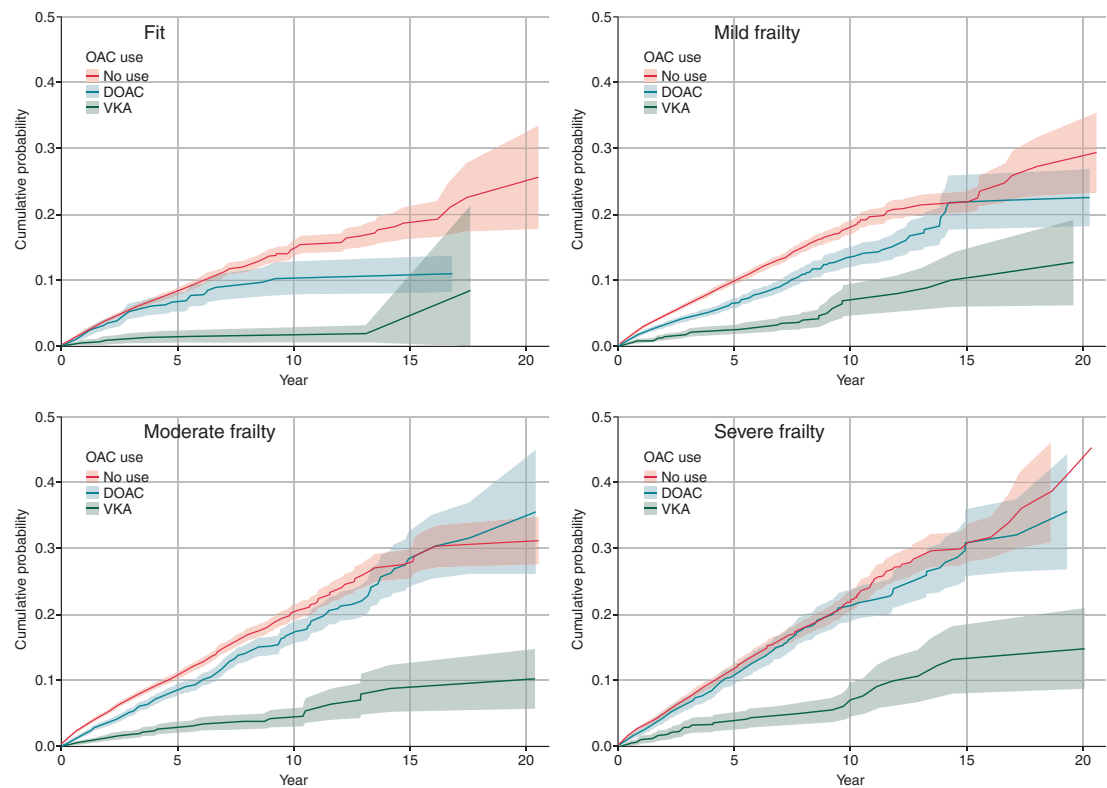 Fit
OAC use
No use
DOAC
VKA
0.5
0.4
0.3
0.2
0.1
0.0
Cumulative probability
0 5 10 15 20
Year
Mild frailty
OAC use
No use
DOAC
VKA
0.5
0.4
0.3
0.2
0.1
0.0
Cumulative probability
0 5 10 15 20
Year
Moderate frailty
OAC use
No use
DOAC
VKA
0.5
0.4
0.3
0.2
0.1
0.0
Cumulative probability
0 5 10 15 20
Year
Severe frailty
OAC use
No use
DOAC
VKA
0.5
0.4
0.3
0.2
0.1
0.0
Cumulative probability
0 5 10 15 20
Year